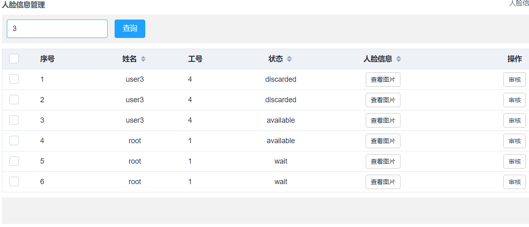 人脸信息管理 人脸信
3 查询
序号 姓名 工号 状态 人脸信息 操作
1 user3 4 discarded 查看图片 审核
2 user3 4 discarded 查看图片 审核
3 user3 4 available 查看图片 审核
4 root 1 available 查看图片 审核
5 root 1 wait 查看图片 审核
6 root 1 wait 查看图片 审核